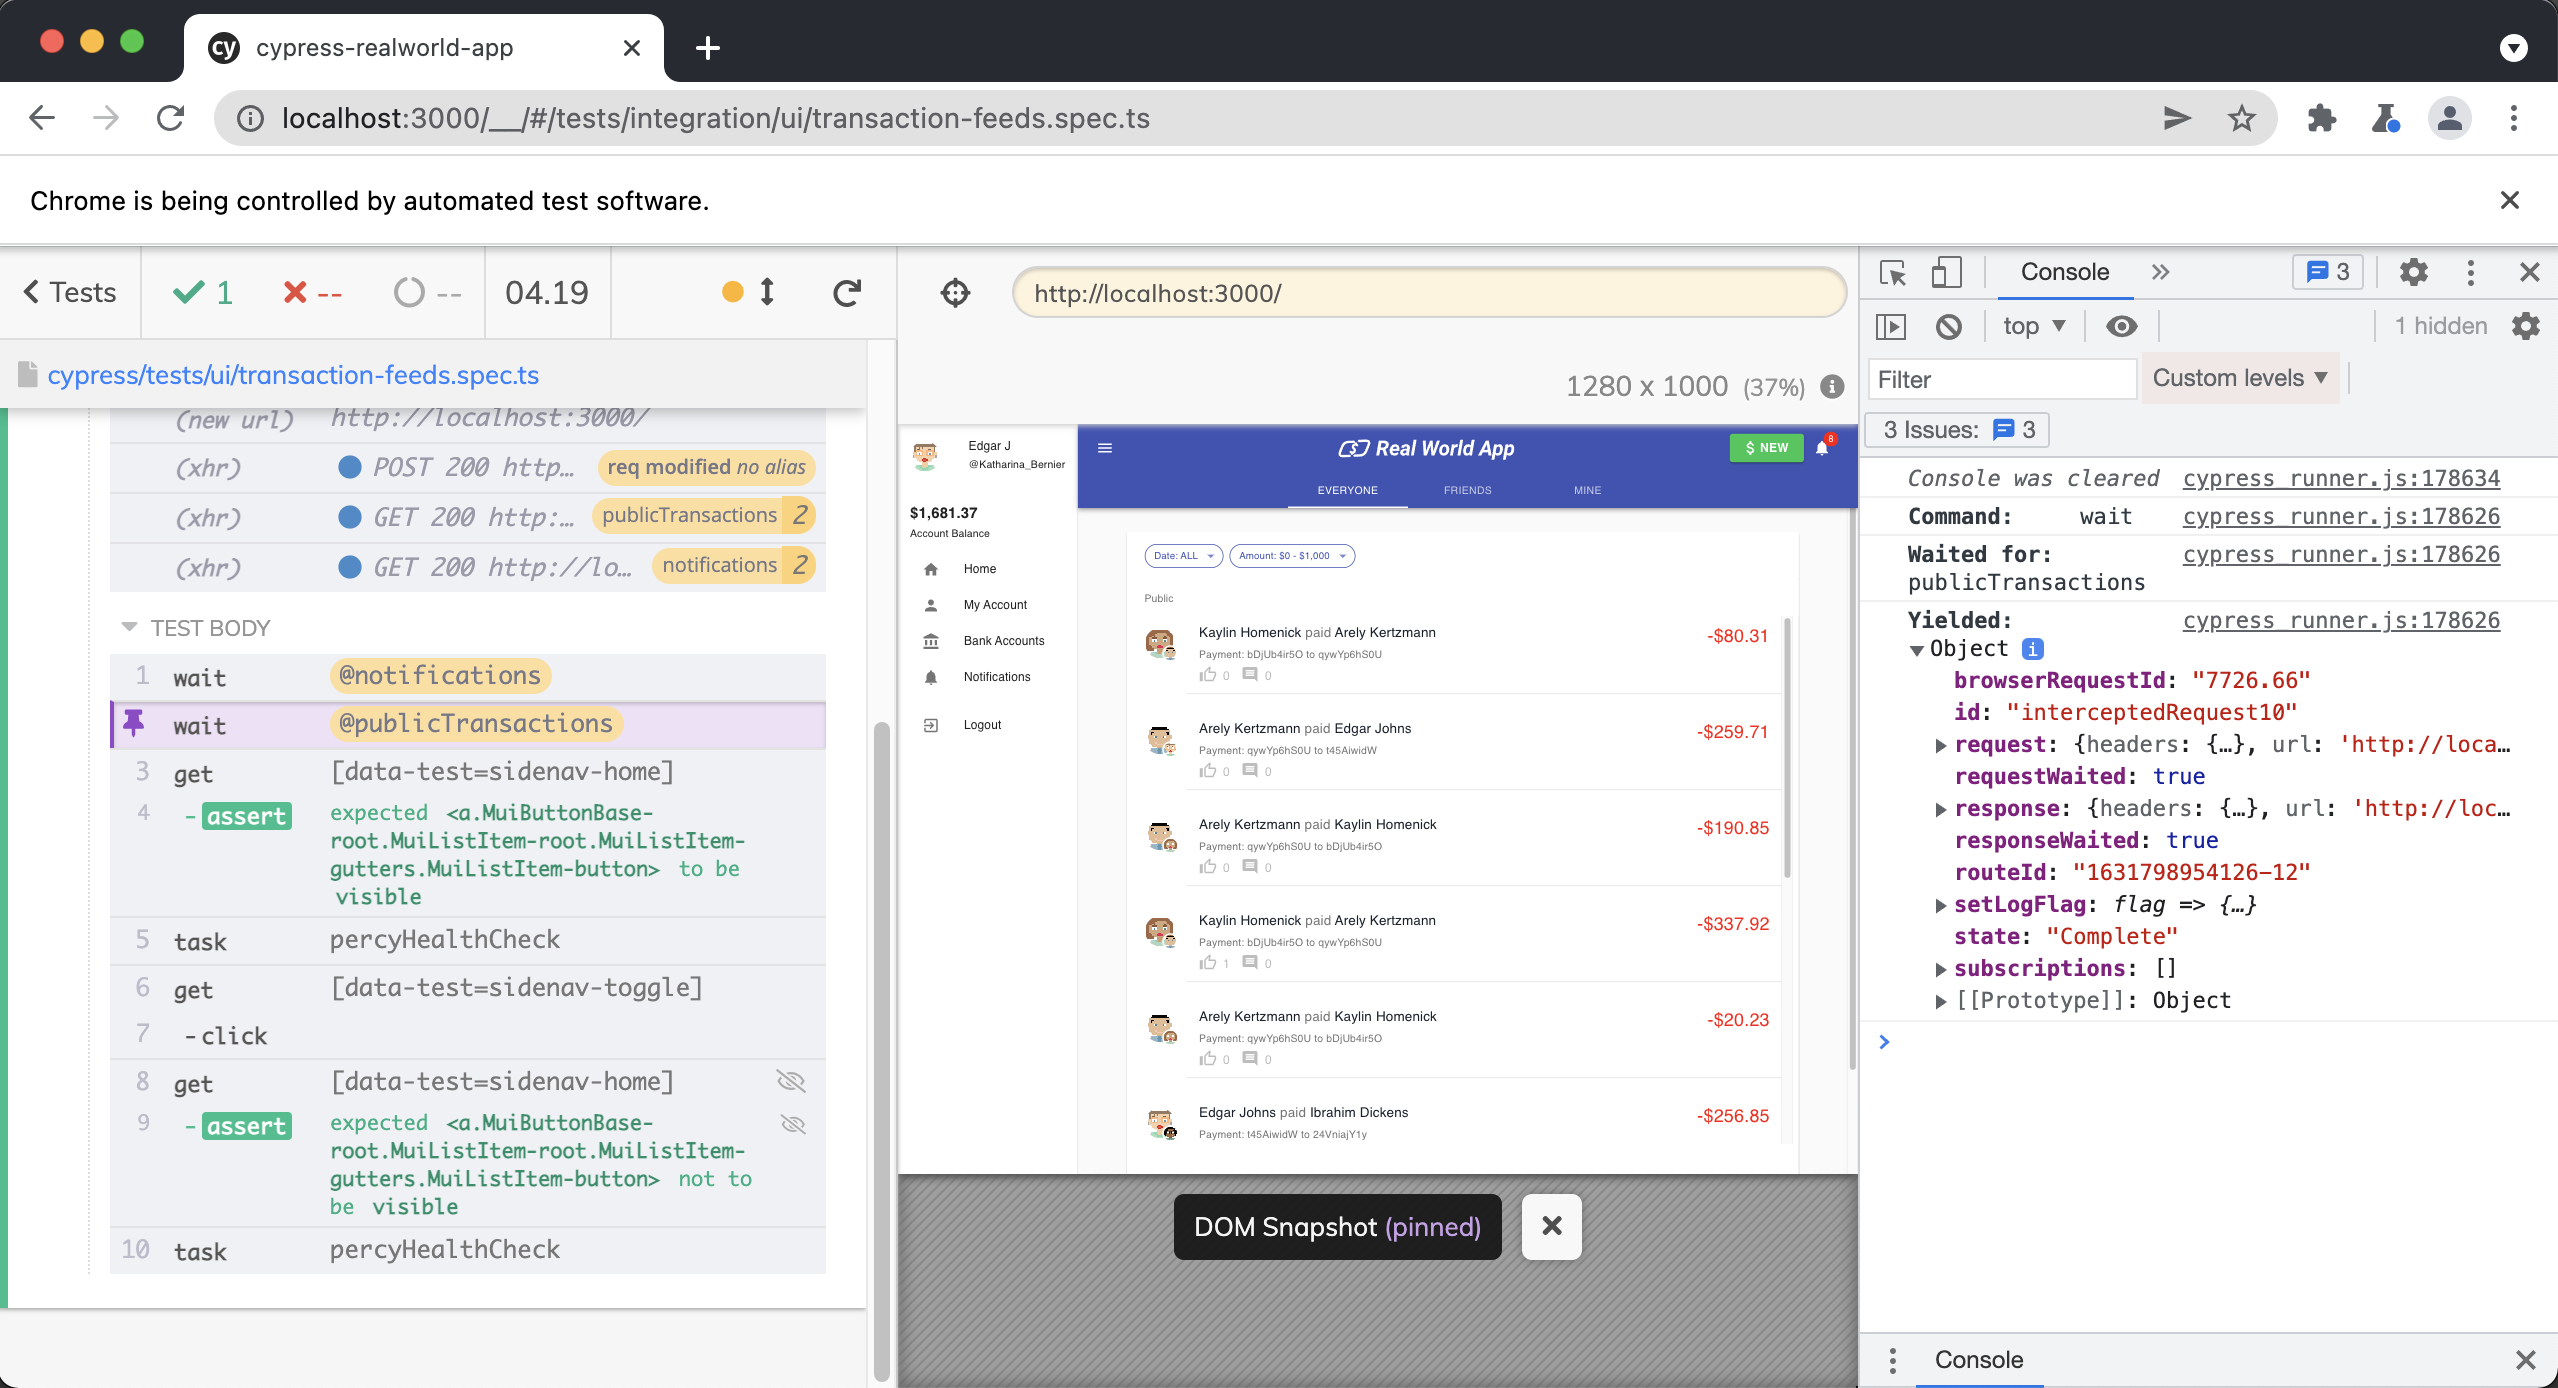 cypress-realworld-app
localhost:3000/__/#/tests/integration/ui/transaction-feeds.spec.ts
Chrome is being controlled by automated test software.
Tests
1
--
--
04.19
cypress/tests/ui/transaction-feeds.spec.ts
(new url) http://localhost:3000/
(xhr) POST 200 http... req modified no alias
(xhr) GET 200 http:... publicTransactions 2
(xhr) GET 200 http://lo... notifications 2
TEST BODY
1 wait @notifications
wait @publicTransactions
3 get [data-test=sidenav-home]
4 -assert expected <a.MuiButtonBase-
root.MuiListItem-root.MuiListItem-
gutters.MuiListItem-button> to be
visible
5 task percyHealthCheck
6 get [data-test=sidenav-toggle]
7 -click
8 get [data-test=sidenav-home]
9 -assert expected <a.MuiButtonBase-
root.MuiListItem-root.MuiListItem-
gutters.MuiListItem-button> not to
be visible
10 task percyHealthCheck
http://localhost:3000/
1280 x 1000 (37%)
Edgar J
@Katharina_Bernier
$1,681.37
Account Balance
Home
My Account
Bank Accounts
Notifications
Logout
Real World App
$ NEW
8
EVERYONE FRIENDS MINE
Date: ALL Amount: $0 - $1,000
Public
Kaylin Homenick paid Arely Kertzmann -$80.31
Payment: bDjUb4ir5O to qywYp6hS0U
0 0
Arely Kertzmann paid Edgar Johns -$259.71
Payment: qywYp6hS0U to t45AiwidW
0 0
Arely Kertzmann paid Kaylin Homenick -$190.85
Payment: qywYp6hS0U to bDjUb4ir5O
0 0
Kaylin Homenick paid Arely Kertzmann -$337.92
Payment: bDjUb4ir5O to qywYp6hS0U
1 0
Arely Kertzmann paid Kaylin Homenick -$20.23
Payment: qywYp6hS0U to bDjUb4ir5O
0 0
Edgar Johns paid Ibrahim Dickens -$256.85
Payment: t45AiwidW to 24VniajY1y
DOM Snapshot (pinned)
Console
3
top
1 hidden
Filter
Custom levels
3 Issues: 3
Console was cleared cypress_runner.js:178634
Command: wait cypress_runner.js:178626
Waited for: cypress_runner.js:178626
publicTransactions
Yielded: cypress_runner.js:178626
Object i
browserRequestId: "7726.66"
id: "interceptedRequest10"
request: {headers: {…}, url: 'http://loca…
requestWaited: true
response: {headers: {…}, url: 'http://loc…
responseWaited: true
routeId: "1631798954126-12"
setLogFlag: flag => {…}
state: "Complete"
subscriptions: []
[[Prototype]]: Object
Console